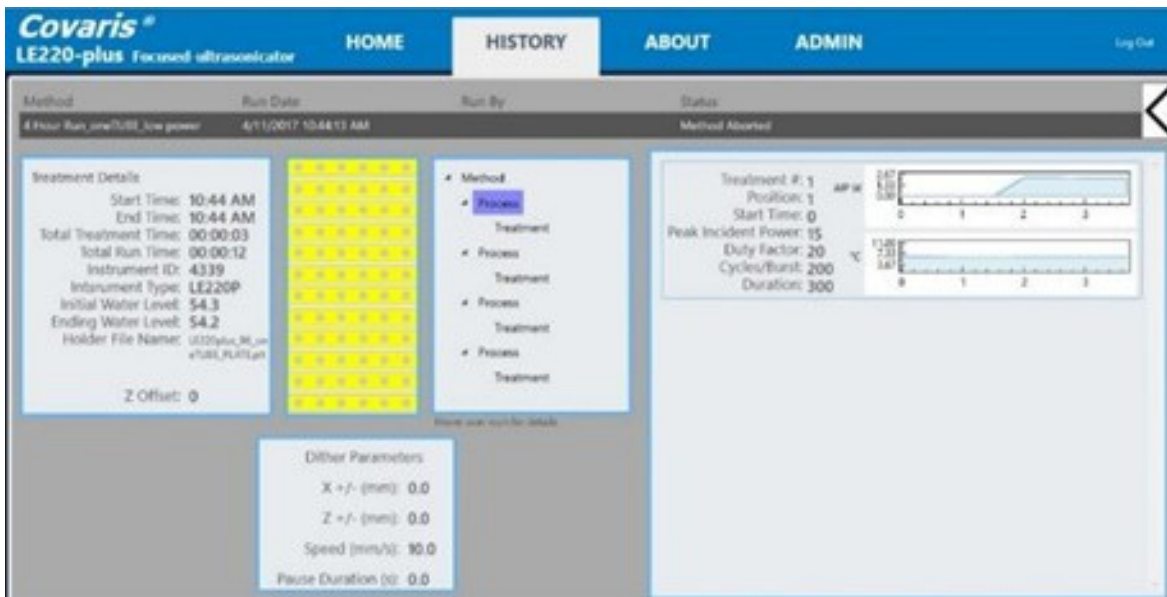 Covaris®
LE220-plus Focused-ultrasonicator
HOME
HISTORY
ABOUT
ADMIN
Log Out
Method
Run Date
Run By
Status
4 Hour Run_oneTUBE_low power
4/11/2017 10:44:13 AM
Method Aborted
Treatment Details
Start Time: 10:44 AM
End Time: 10:44 AM
Total Treatment Time: 00:00:03
Total Run Time: 00:00:12
Instrument ID: 4339
Intsrument Type: LE220P
Initial Water Level: 54.3
Ending Water Level: 54.2
Holder File Name:
Z Offset: 0
Method
Process
Treatment
Process
Treatment
Process
Treatment
Process
Treatment
Dither Parameters
X +/- (mm): 0.0
Z +/- (mm): 0.0
Speed (mm/s): 10.0
Pause Duration (s): 0.0
Treatment #: 1
Position: 1
Start Time: 0
Peak Incident Power: 15
Duty Factor: 20
Cycles/Burst: 200
Duration: 300
0 1 2 3
°C
0 1 2 3